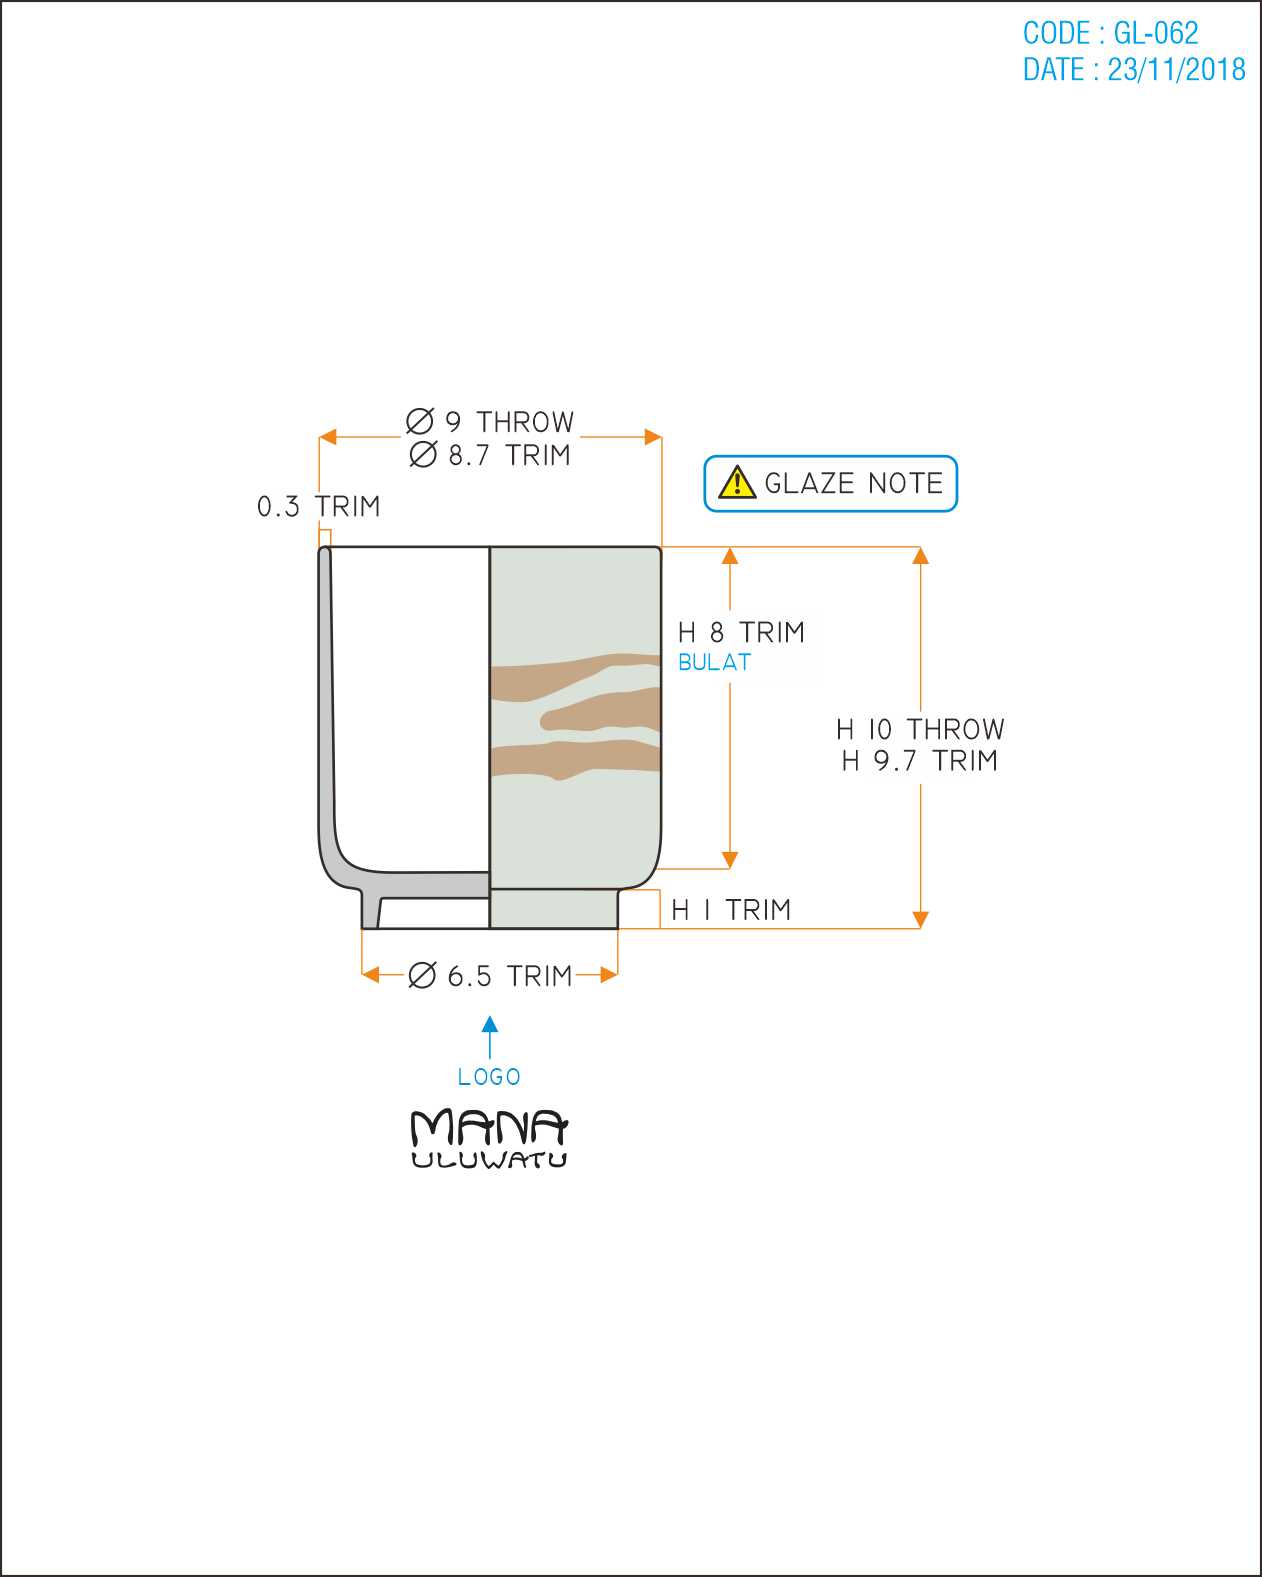 CODE : GL-062
DATE : 23/11/2018
Ø 9 THROW
Ø 8.7 TRIM
GLAZE NOTE
0.3 TRIM
H 8 TRIM
BULAT
H 10 THROW
H 9.7 TRIM
H 1 TRIM
Ø 6.5 TRIM
LOGO
MANA
ULUWATU